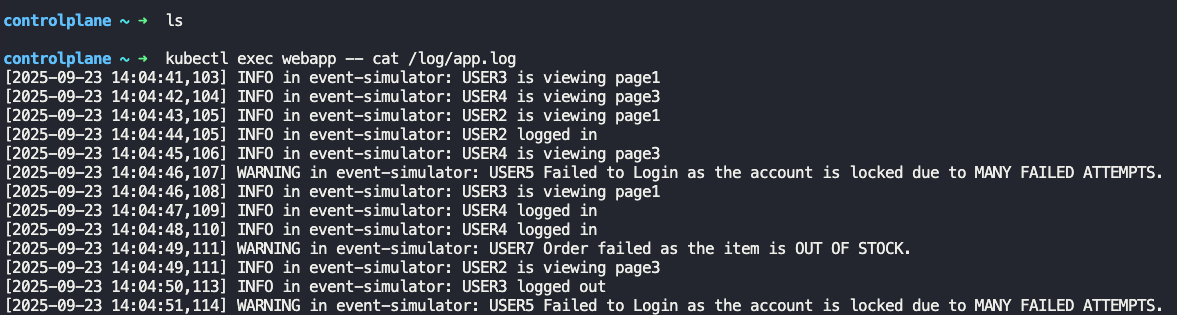 controlplane ~ ➜ ls
controlplane ~ ➜ kubectl exec webapp -- cat /log/app.log
[2025-09-23 14:04:41,103] INFO in event-simulator: USER3 is viewing page1
[2025-09-23 14:04:42,104] INFO in event-simulator: USER4 is viewing page3
[2025-09-23 14:04:43,105] INFO in event-simulator: USER2 is viewing page1
[2025-09-23 14:04:44,105] INFO in event-simulator: USER2 logged in
[2025-09-23 14:04:45,106] INFO in event-simulator: USER4 is viewing page3
[2025-09-23 14:04:46,107] WARNING in event-simulator: USER5 Failed to Login as the account is locked due to MANY FAILED ATTEMPTS.
[2025-09-23 14:04:46,108] INFO in event-simulator: USER3 is viewing page1
[2025-09-23 14:04:47,109] INFO in event-simulator: USER4 logged in
[2025-09-23 14:04:48,110] INFO in event-simulator: USER4 logged in
[2025-09-23 14:04:49,111] WARNING in event-simulator: USER7 Order failed as the item is OUT OF STOCK.
[2025-09-23 14:04:49,111] INFO in event-simulator: USER2 is viewing page3
[2025-09-23 14:04:50,113] INFO in event-simulator: USER3 logged out
[2025-09-23 14:04:51,114] WARNING in event-simulator: USER5 Failed to Login as the account is locked due to MANY FAILED ATTEMPTS.